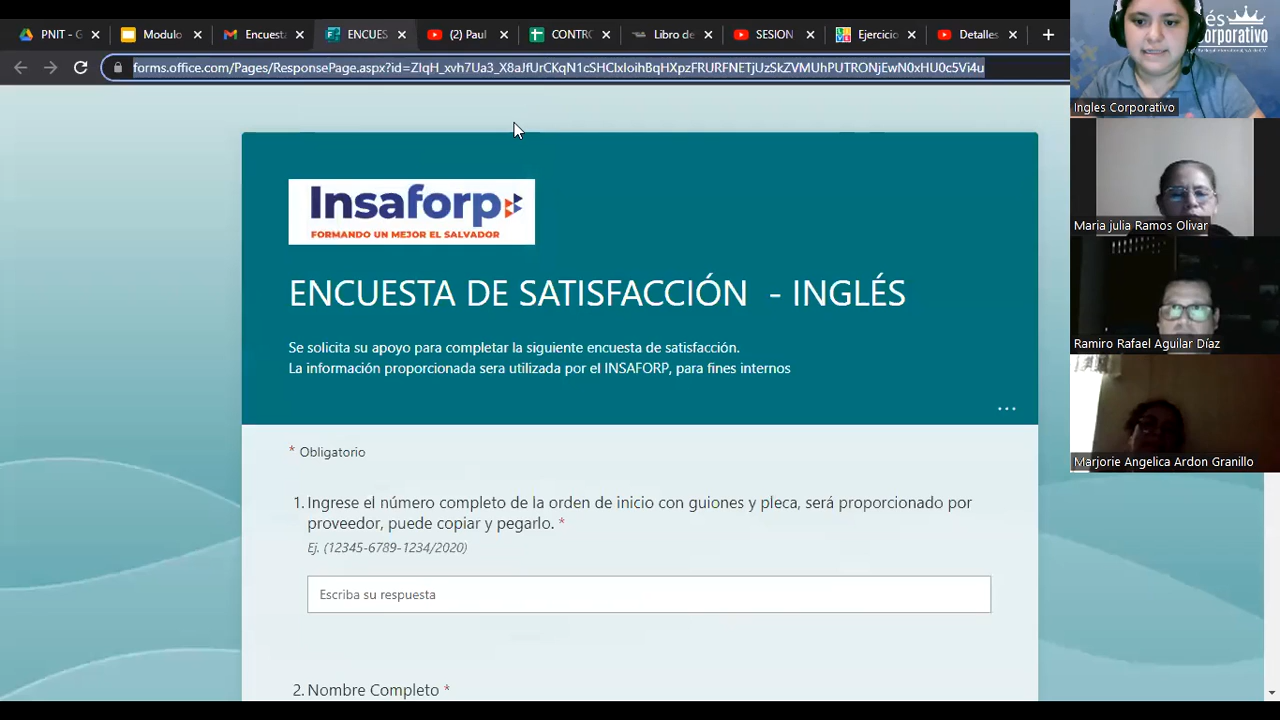 PNIT - G
Modulo
Encuesta
ENCUES
(2) Paul
CONTRO
Libro de
SESION
Ejercicio
Detalles
forms.office.com/Pages/ResponsePage.aspx?id=ZIqH_xvh7Ua3_X8aJfUrCKqN1cSHCIxIoihBqHXpzFRURFNETjUzSkZVMUhPUTRONjEwN0xHU0c5Vi4u
és
Corporativo
Ingles Corporativo
Maria julia Ramos Olivar
Ramiro Rafael Aguilar Díaz
Marjorie Angelica Ardon Granillo
Insaforp
FORMANDO UN MEJOR EL SALVADOR
ENCUESTA DE SATISFACCIÓN - INGLÉS
Se solicita su apoyo para completar la siguiente encuesta de satisfacción.
La información proporcionada sera utilizada por el INSAFORP, para fines internos
* Obligatorio
1. Ingrese el número completo de la orden de inicio con guiones y pleca, será proporcionado por
proveedor, puede copiar y pegarlo. *
Ej. (12345-6789-1234/2020)
Escriba su respuesta
2. Nombre Completo *